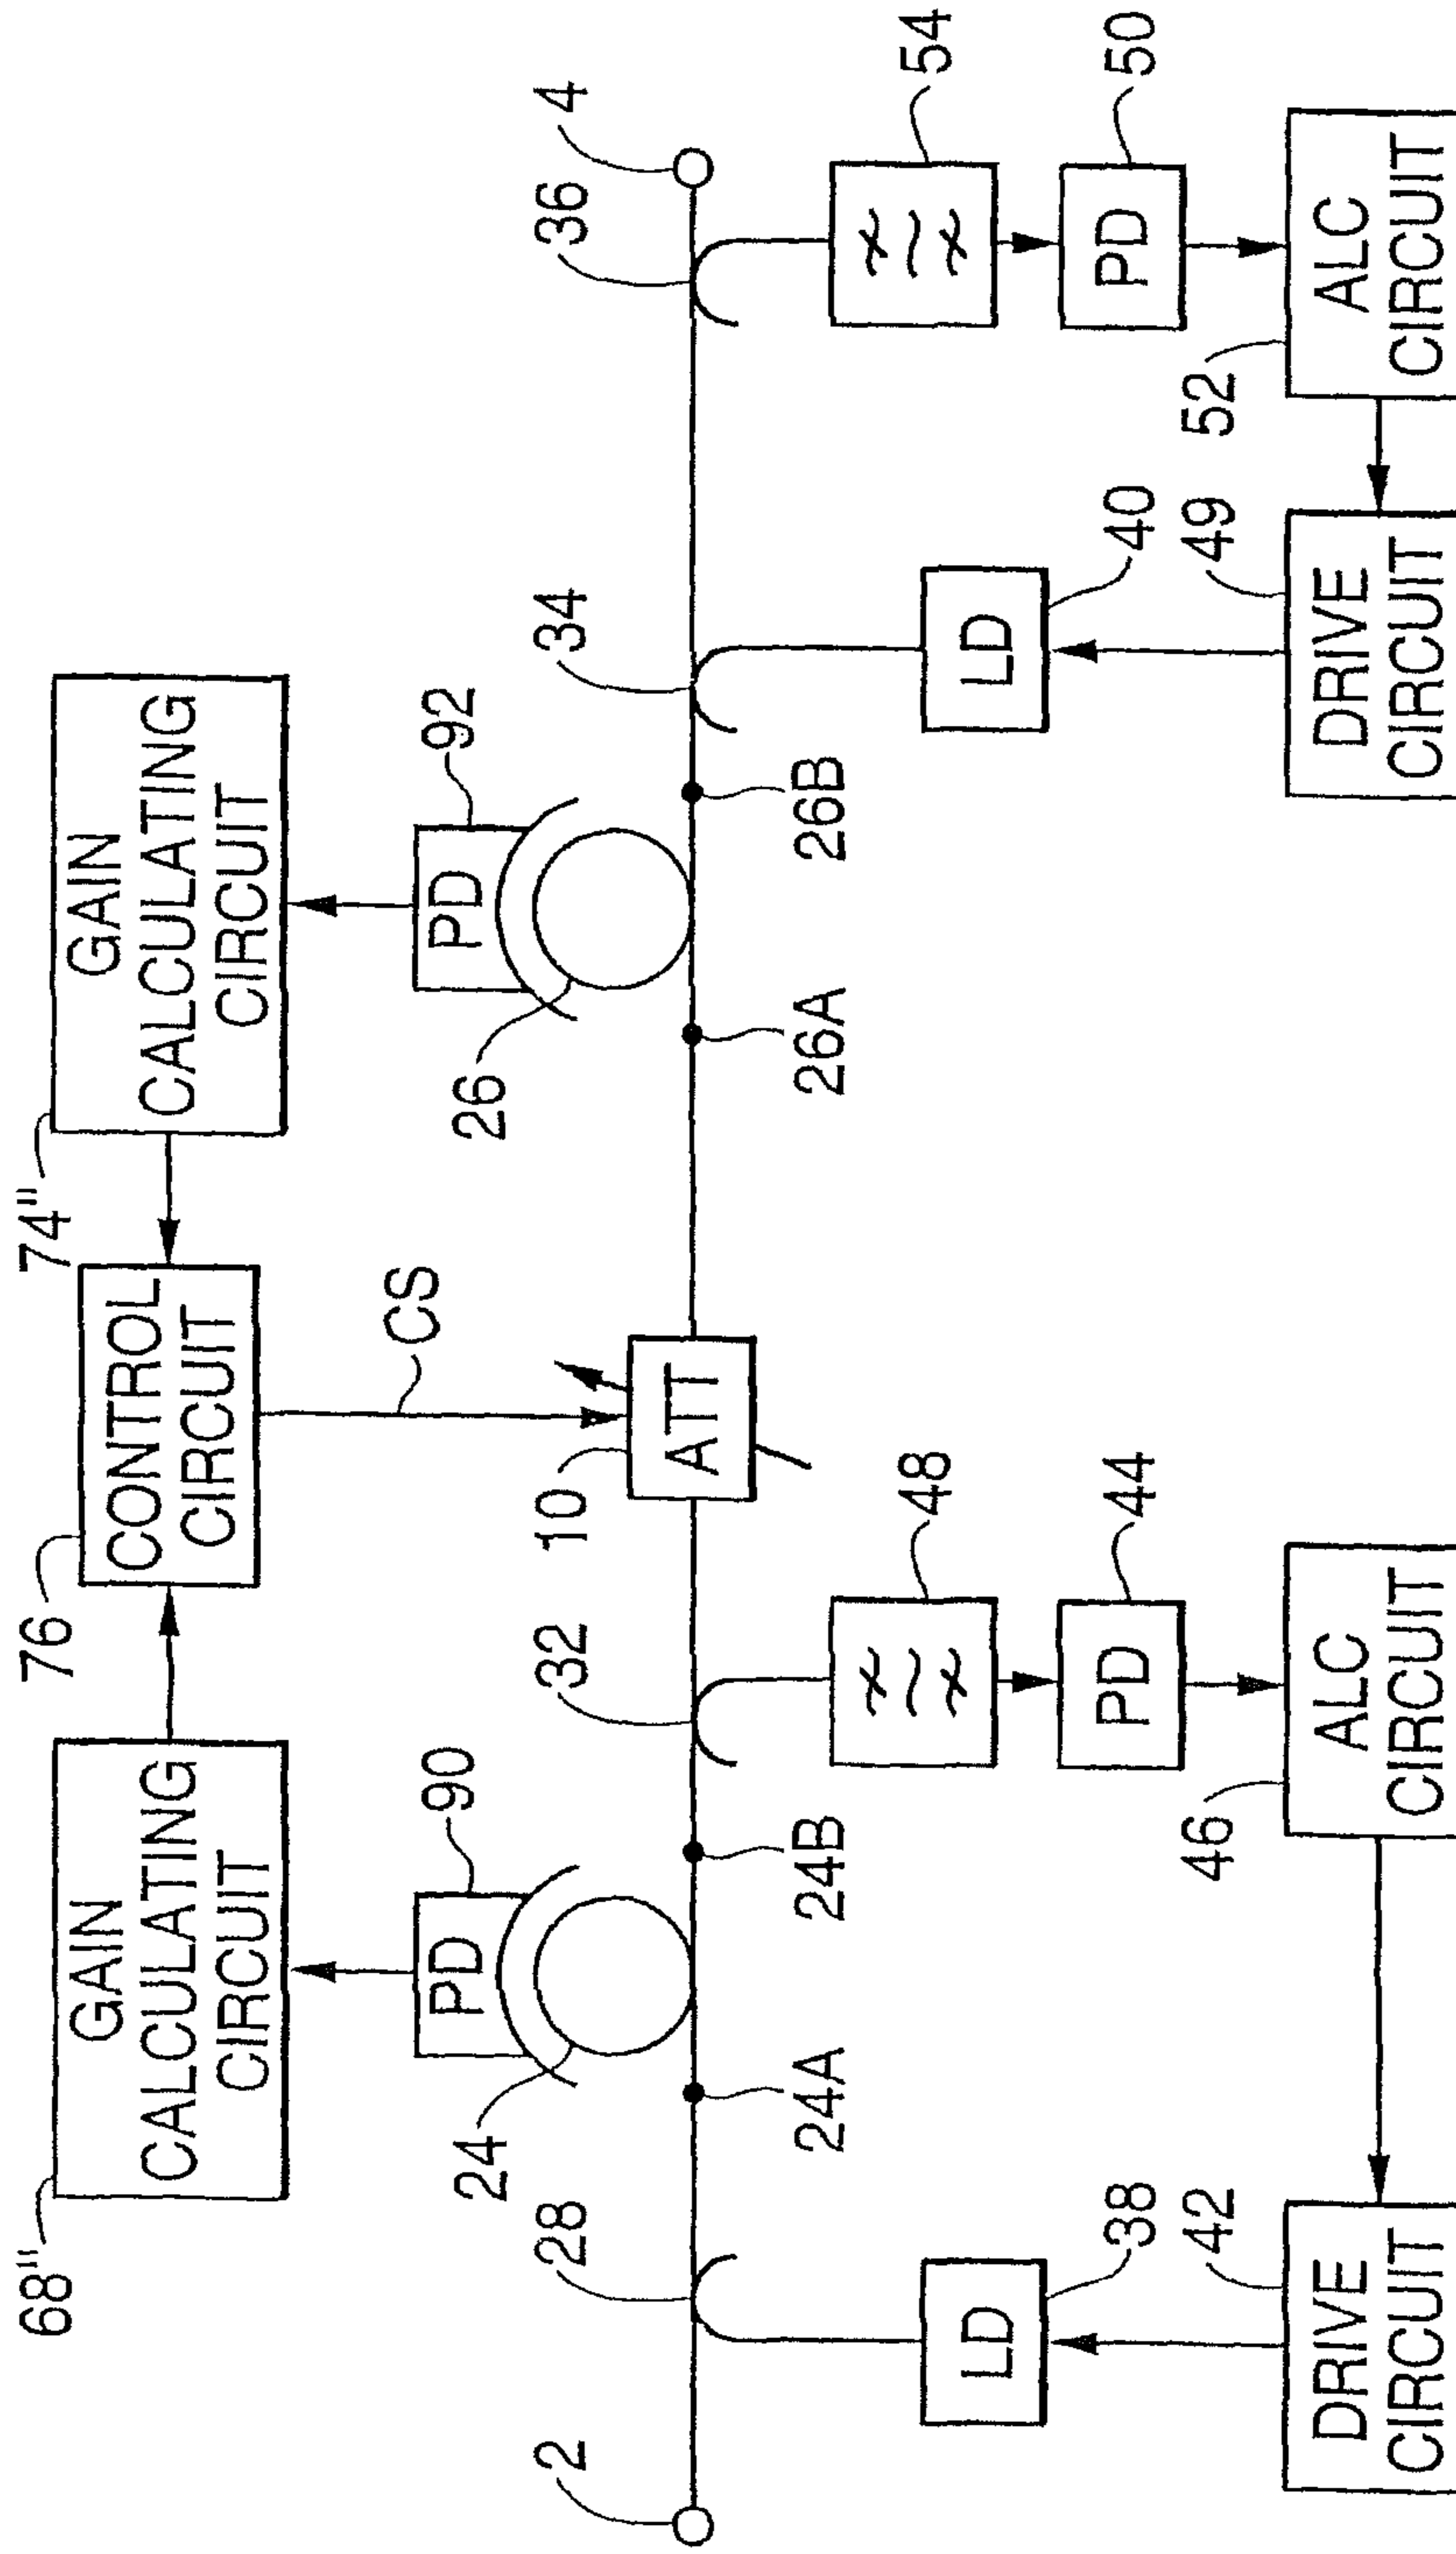 68"
GAIN
CALCULATING
CIRCUIT
76
CONTROL
CIRCUIT
74"
GAIN
CALCULATING
CIRCUIT
CS
PD
90
PD
92
24
26
2
28
32
10
34
36
4
ATT
24A
24B
26A
26B
48
54
LD
38
PD
44
LD
40
PD
50
42
46
49
52
DRIVE
CIRCUIT
ALC
CIRCUIT
DRIVE
CIRCUIT
ALC
CIRCUIT